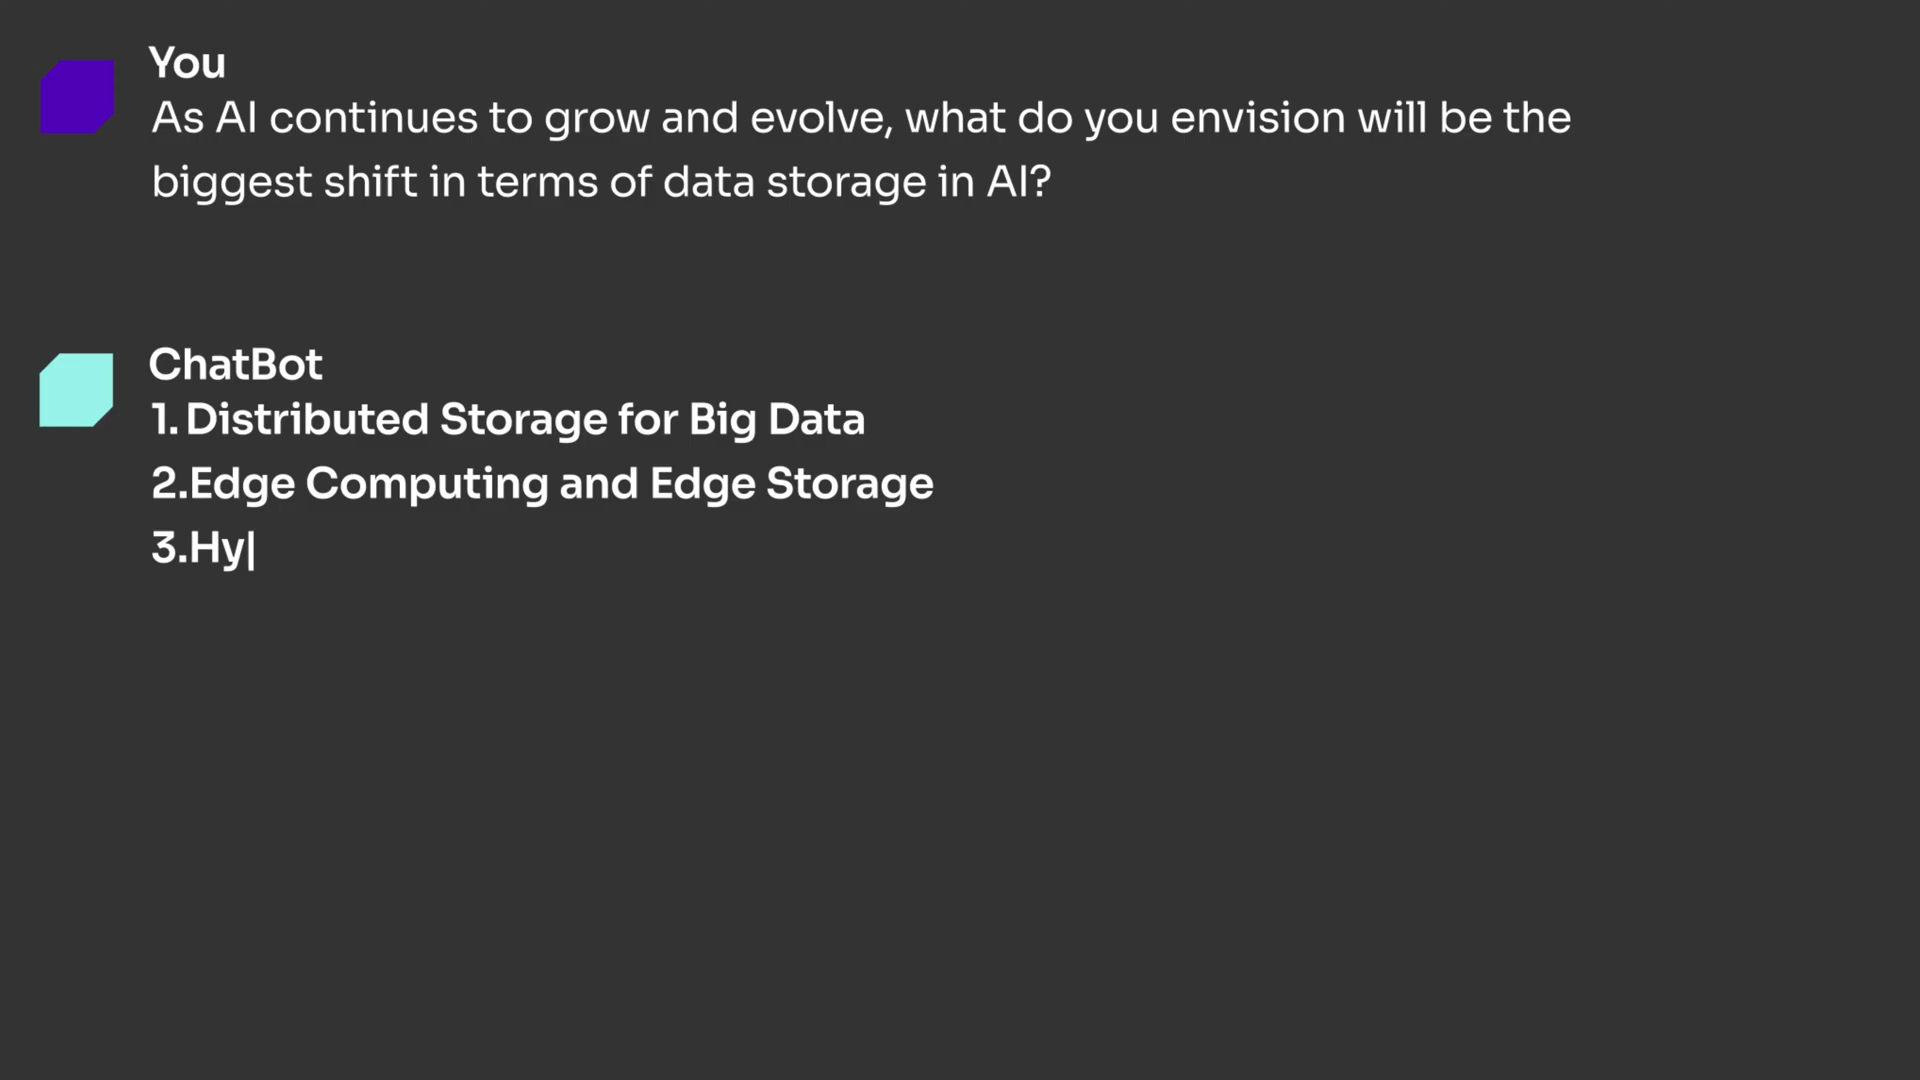 You
As AI continues to grow and evolve, what do you envision will be the
biggest shift in terms of data storage in AI?
ChatBot
1. Distributed Storage for Big Data
2.Edge Computing and Edge Storage
3.Hy|